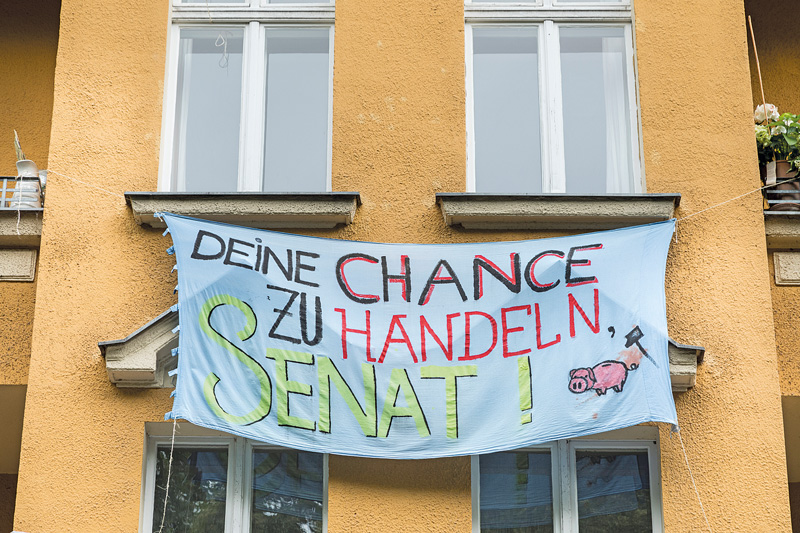 DEiNE CHANCE
ZU HANDELN,
SENAT!